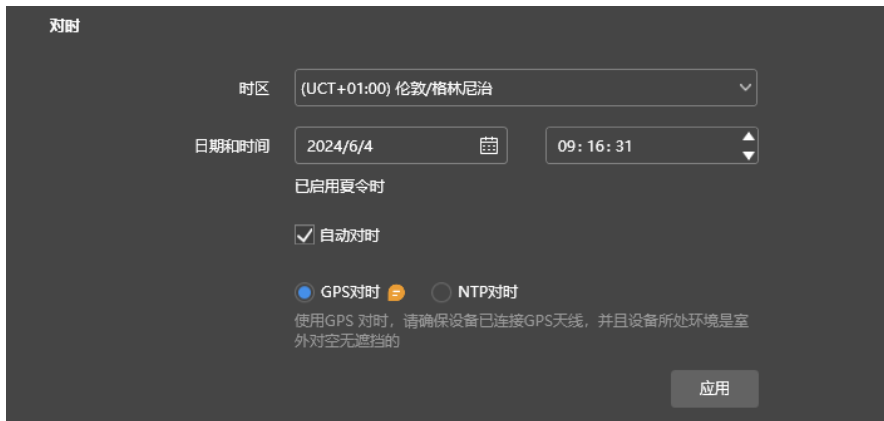 对时
时区 (UCT+01:00) 伦敦/格林尼治
日期和时间 2024/6/4 09:16:31
已启用夏令时
自动对时
GPS对时 NTP对时
使用GPS 对时，请确保设备已连接GPS天线，并且设备所处环境是室
外对空无遮挡的
应用